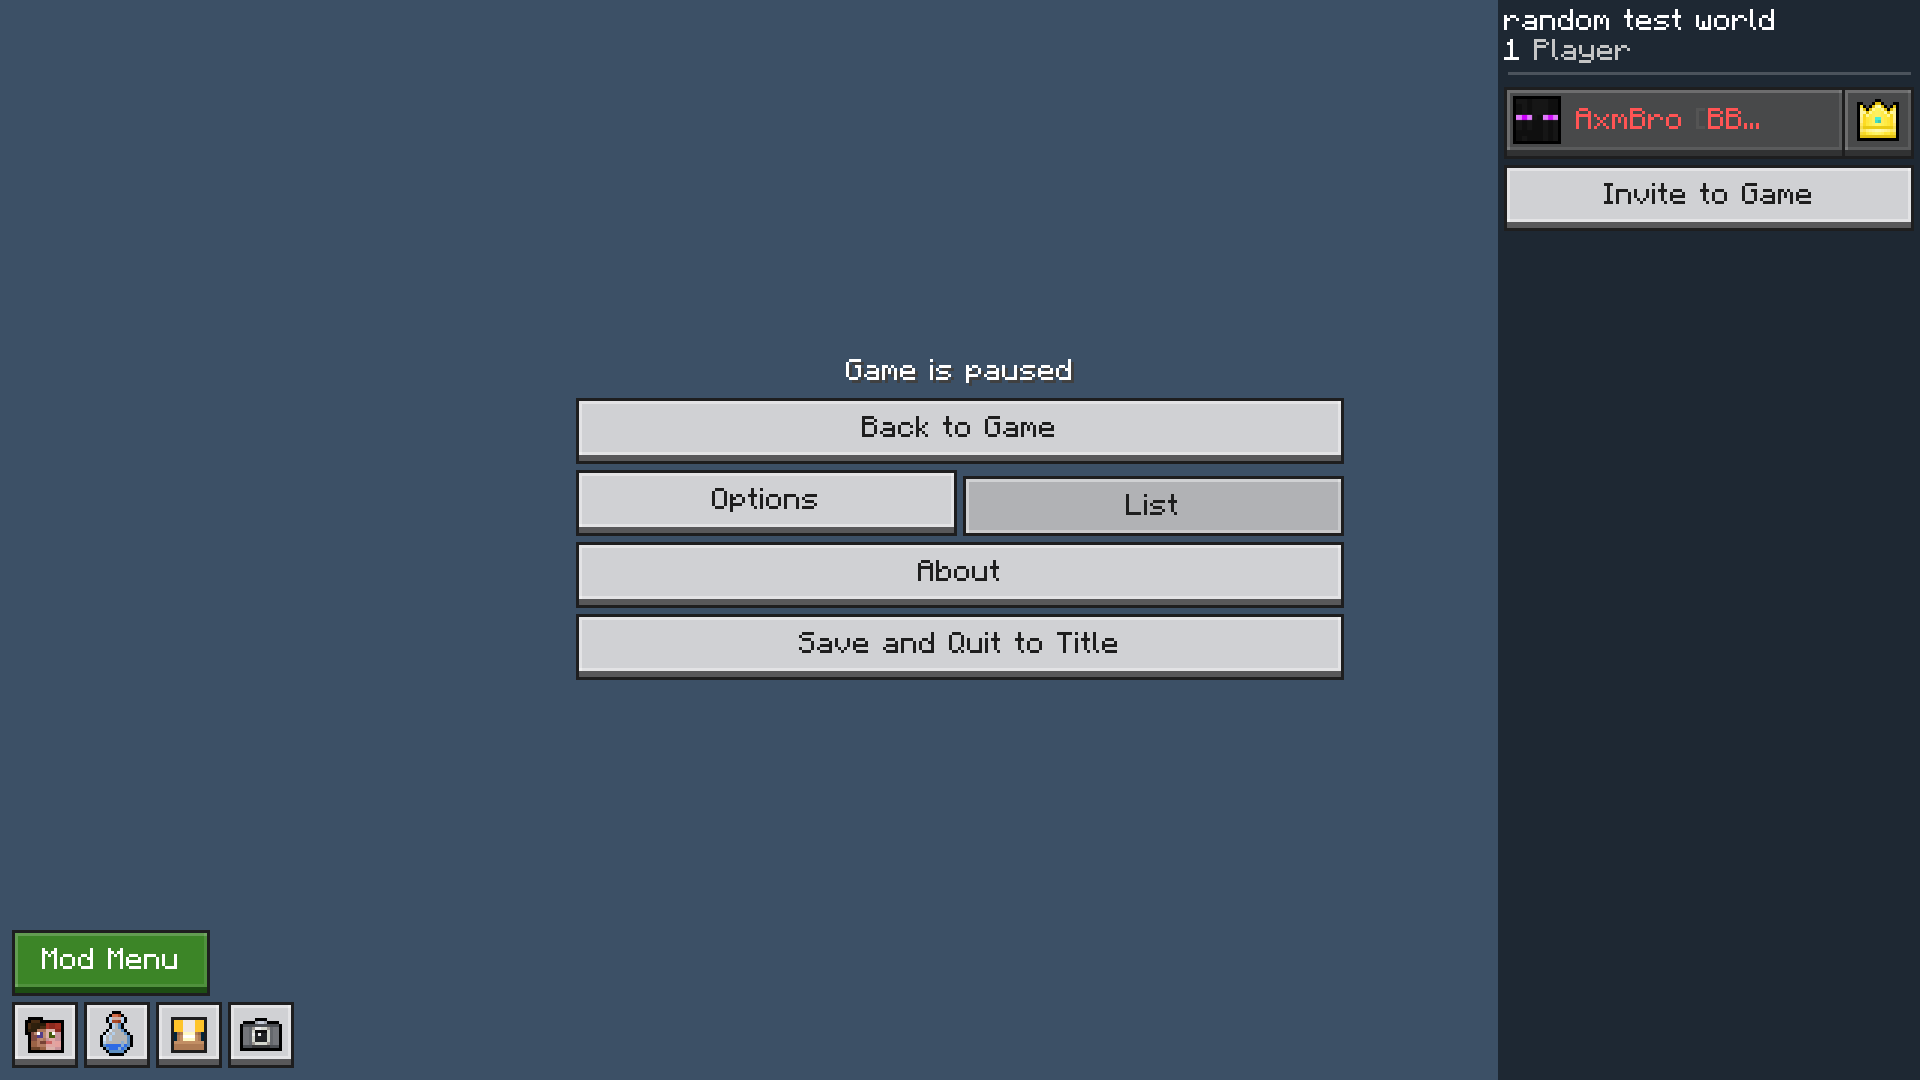 random test world
1 Player
AxmBro BB...
Invite to Game
Game is paused
Back to Game
Options
List
About
Save and Quit to Title
Mod Menu